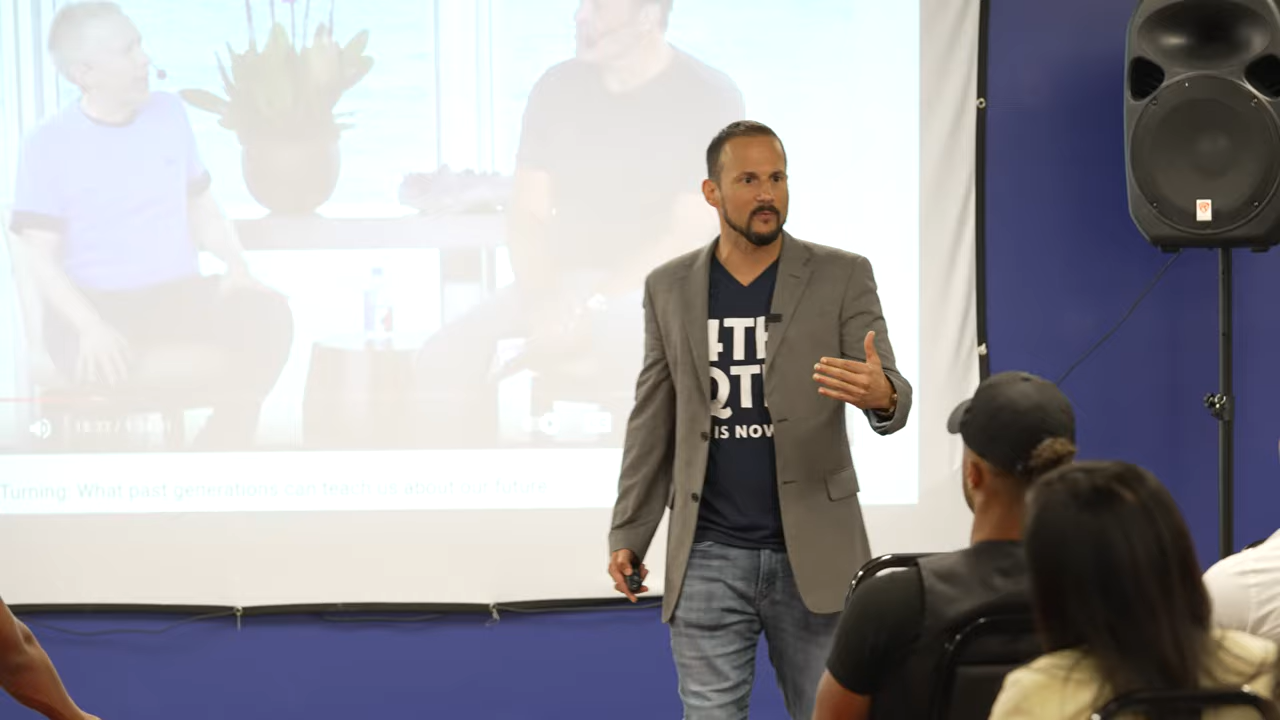 Turning: What past generations can teach us about our future
4TH
QTR
IS NOW